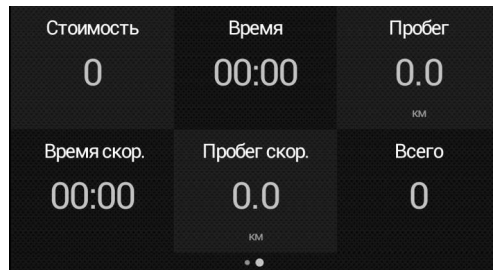 Стоимость Время Пробег
0 00:00 0.0
км
Время скор. Пробег скор. Всего
00:00 0.0 0
км